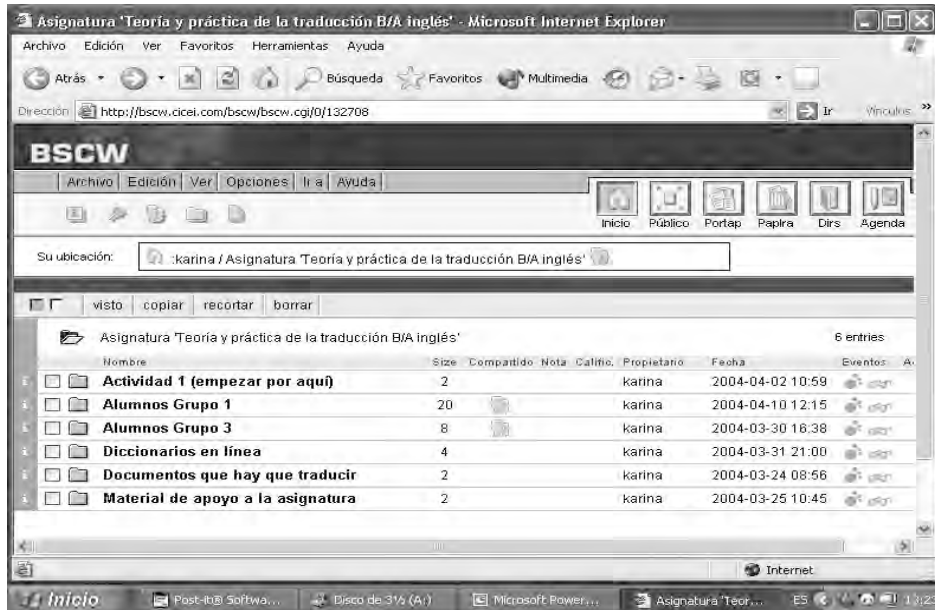 Asignatura 'Teoría y práctica de la traducción B/A inglés' - Microsoft Internet Explorer
Archivo Edición Ver Favoritos Herramientas Ayuda
Atrás Búsqueda Favoritos Multimedia
Dirección http://bscw.cicei.com/bscw/bscw.cgi/0/132708 Ir Vínculos »
BSCW
Archivo Edición Ver Opciones Ir a Ayuda
Inicio Público Portap Paplra Dirs Agenda
Su ubicación: :karina / Asignatura 'Teoría y práctica de la traducción B/A inglés'
visto copiar recortar borrar
Asignatura 'Teoría y práctica de la traducción B/A inglés' 6 entries
Nombre Size Compartido Nota Calific. Propietario Fecha Eventos
Actividad 1 (empezar por aquí) 2 karina 2004-04-02 10:59
Alumnos Grupo 1 20 karina 2004-04-10 12:15
Alumnos Grupo 3 8 karina 2004-03-30 16:38
Diccionarios en línea 4 karina 2004-03-31 21:00
Documentos que hay que traducir 2 karina 2004-03-24 08:56
Material de apoyo a la asignatura 2 karina 2004-03-25 10:45
Internet
Inicio Post-it® Softwa... Disco de 3½ (A:) Microsoft Power... Asignatura 'Teor... ES